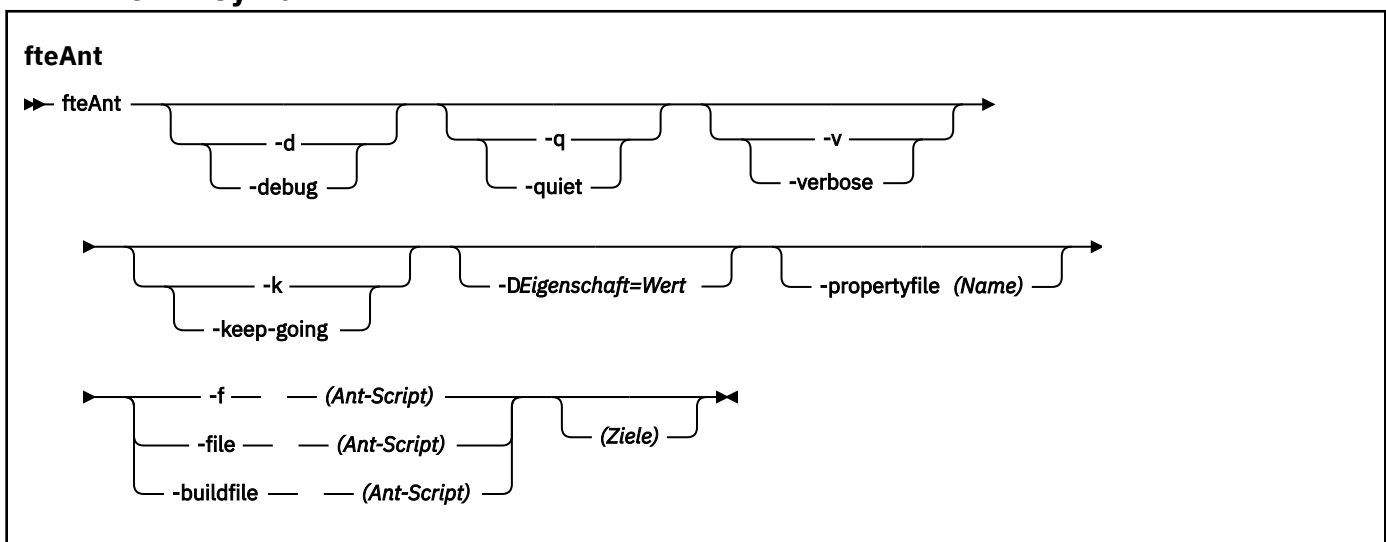 fteAnt
fteAnt
-d
-debug
-q
-quiet
-v
-verbose
-k
-keep-going
-DEigenschaft=Wert
-propertyfile (Name)
-f (Ant-Script)
-file (Ant-Script)
-buildfile (Ant-Script)
(Ziele)